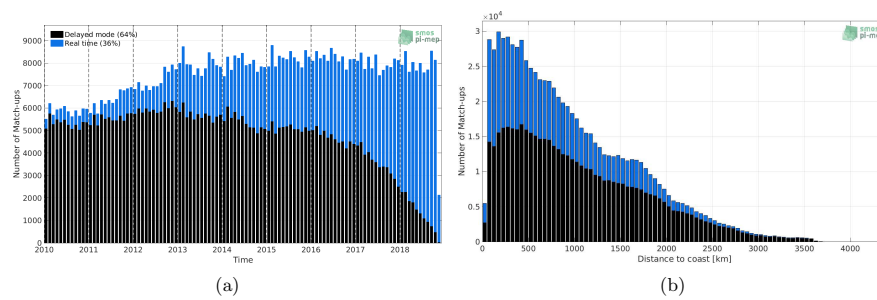 Delayed mode (64%)
Real time (36%)
smos
pi-mep
9000
8000
7000
6000
5000
4000
3000
2000
1000
0
Number of Match-ups
2010 2011 2012 2013 2014 2015 2016 2017 2018
Time
(a)
×10⁴
smos
pi-mep
3
2.5
2
1.5
1
0.5
0
Number of Match-ups
0 500 1000 1500 2000 2500 3000 3500 4000
Distance to coast [km]
(b)